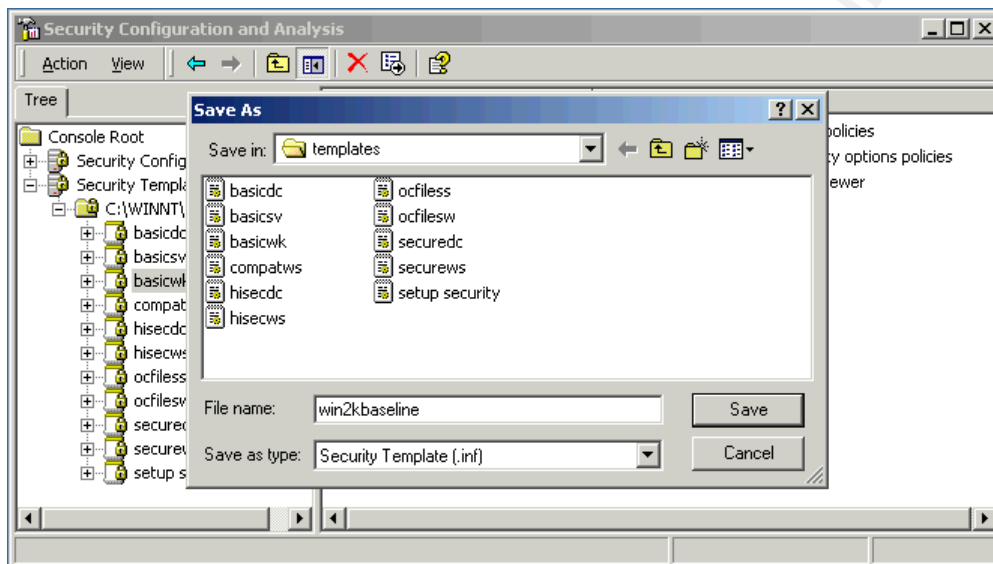 Security Configuration and Analysis
Action View
Tree
Console Root
Security Config
Security Templa
C:\WINNT\
basicdc
basicsv
basicwk
compat
hisecdc
hisecws
ocfiless
ocfilesw
securedc
securew
setup s
policies
ty options policies
ewer
Save As
Save in: templates
basicdc
basicsv
basicwk
compatws
hisecdc
hisecws
ocfiless
ocfilesw
securedc
securews
setup security
File name: win2kbaseline
Save
Save as type: Security Template (.inf)
Cancel